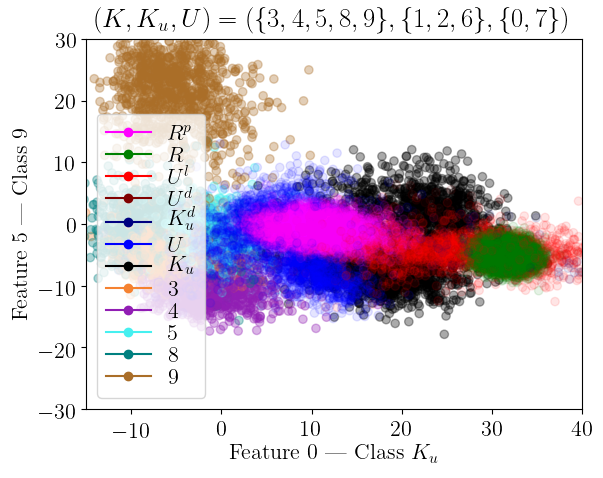 (K, K_u, U) = ({3, 4, 5, 8, 9}, {1, 2, 6}, {0, 7})
30
20
10
0
−10
−20
−30
Feature 5 — Class 9
R^p
R
U^l
U^d
K_u^d
U
K_u
3
4
5
8
9
−10 0 10 20 30 40
Feature 0 — Class K_u